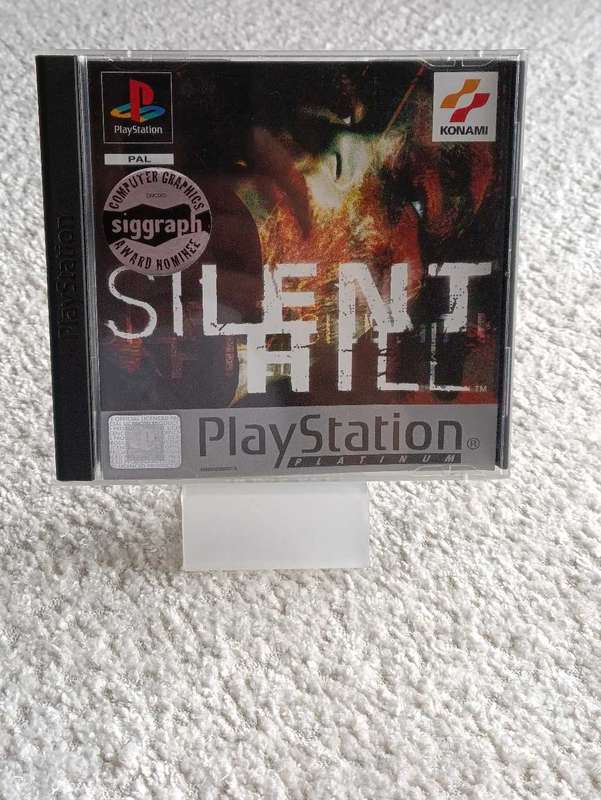 PlayStation
PAL
KONAMI
COMPUTER GRAPHICS
siggraph
AWARD NOMINEE
SILENT
HILL
TM
PlayStation
PlayStation®
PLATINUM